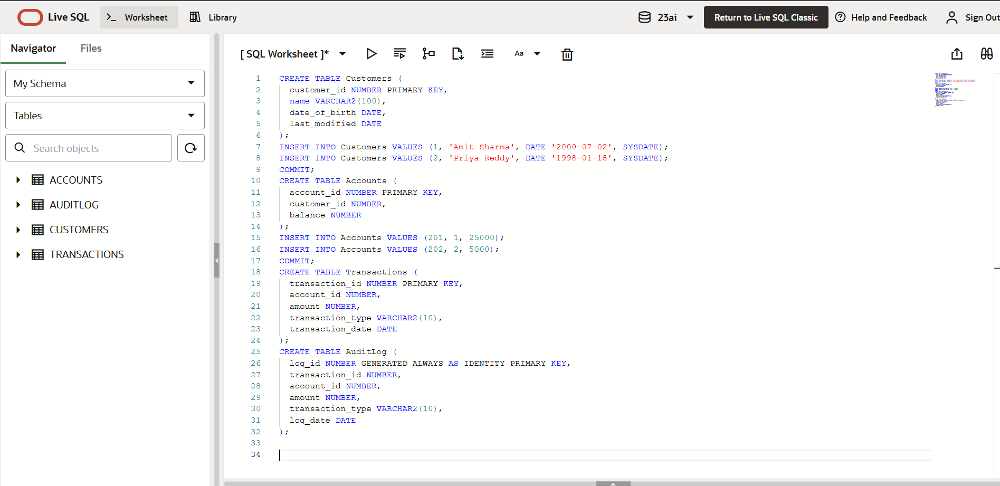 Live SQL
Worksheet
Library
23ai
Return to Live SQL Classic
Help and Feedback
Sign Out
Navigator
Files
My Schema
Tables
Search objects
ACCOUNTS
AUDITLOG
CUSTOMERS
TRANSACTIONS
[ SQL Worksheet ]*
Aa
1 CREATE TABLE Customers (
2 customer_id NUMBER PRIMARY KEY,
3 name VARCHAR2(100),
4 date_of_birth DATE,
5 last_modified DATE
6 );
7 INSERT INTO Customers VALUES (1, 'Amit Sharma', DATE '2000-07-02', SYSDATE);
8 INSERT INTO Customers VALUES (2, 'Priya Reddy', DATE '1998-01-15', SYSDATE);
9 COMMIT;
10 CREATE TABLE Accounts (
11 account_id NUMBER PRIMARY KEY,
12 customer_id NUMBER,
13 balance NUMBER
14 );
15 INSERT INTO Accounts VALUES (201, 1, 25000);
16 INSERT INTO Accounts VALUES (202, 2, 5000);
17 COMMIT;
18 CREATE TABLE Transactions (
19 transaction_id NUMBER PRIMARY KEY,
20 account_id NUMBER,
21 amount NUMBER,
22 transaction_type VARCHAR2(10),
23 transaction_date DATE
24 );
25 CREATE TABLE AuditLog (
26 log_id NUMBER GENERATED ALWAYS AS IDENTITY PRIMARY KEY,
27 transaction_id NUMBER,
28 account_id NUMBER,
29 amount NUMBER,
30 transaction_type VARCHAR2(10),
31 log_date DATE
32 );
33
34